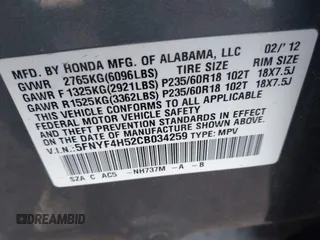 MFD. BY HONDA MFG. OF ALABAMA, LLC 02/'12
GVWR 2765KG(6096LBS) TIRE SIZE RIM SIZE
GAWR F 1325KG(2921LBS) P235/60R18 102T 18X7.5J
GAWR R1525KG(3362LBS) P235/60R18 102T 18X7.5J
THIS VEHICLE CONFORMS TO ALL APPLICABLE
FEDERAL MOTOR VEHICLE SAFETY AND THEFT
PREVENTION STANDARDS IN EFFECT ON THE DATE
OF MANUFACTURE SHOWN ABOVE.
V.I.N.:5FNYF4H52CB034259 TYPE: MPV
SZA C AC5 -NH737M -A -B